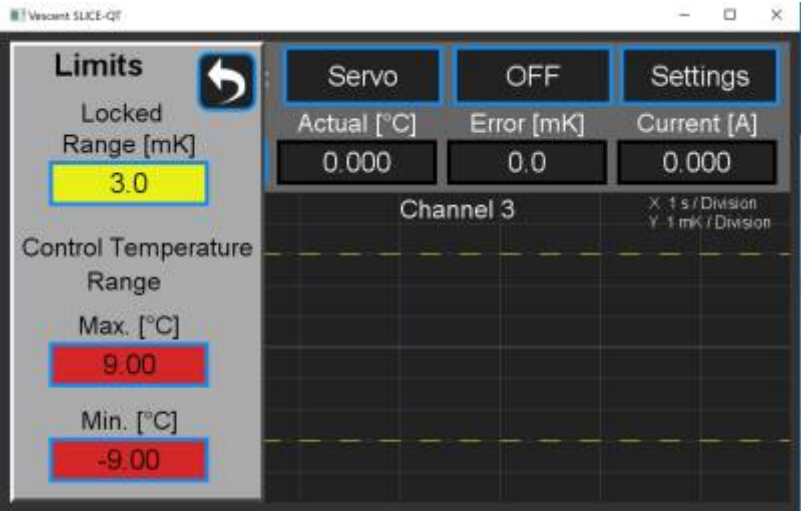 Vescent SLICE-QT
Limits
Locked
Range [mK]
3.0
Control Temperature
Range
Max. [°C]
9.00
Min. [°C]
-9.00
Servo
OFF
Settings
Actual [°C]
Error [mK]
Current [A]
0.000
0.0
0.000
Channel 3
X 1 s / Division
Y 1 mK / Division